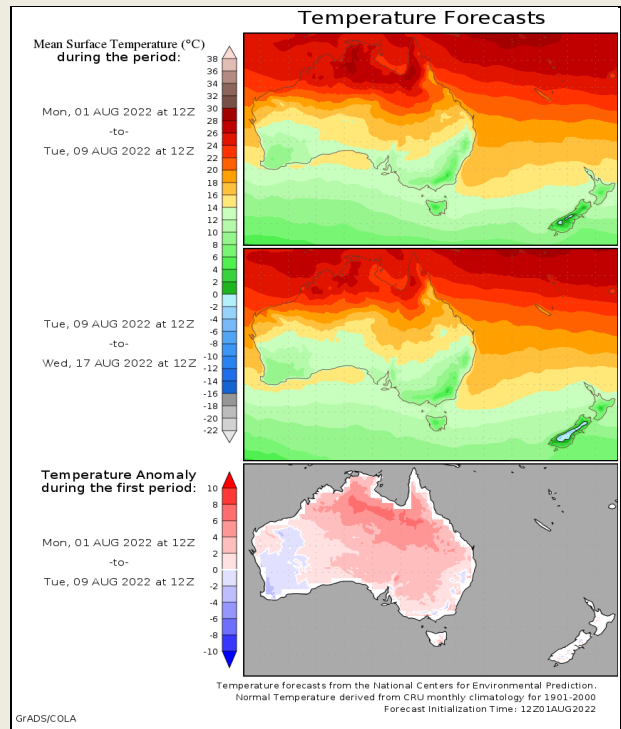 Temperature Forecasts
Mean Surface Temperature (°C)
during the period:
Mon, 01 AUG 2022 at 12Z
-to-
Tue, 09 AUG 2022 at 12Z
38
36
34
32
30
28
26
24
22
20
18
16
14
12
10
8
6
4
2
0
-2
-4
-6
-8
-10
-12
-14
-16
-18
-20
-22
Tue, 09 AUG 2022 at 12Z
-to-
Wed, 17 AUG 2022 at 12Z
Temperature Anomaly
during the first period:
Mon, 01 AUG 2022 at 12Z
-to-
Tue, 09 AUG 2022 at 12Z
10
8
6
4
2
0
-2
-4
-6
-8
-10
Temperature forecasts from the National Centers for Environmental Prediction.
Normal Temperature derived from CRU monthly climatology for 1901-2000
Forecast Initialization Time: 12Z01AUG2022
GrADS/COLA